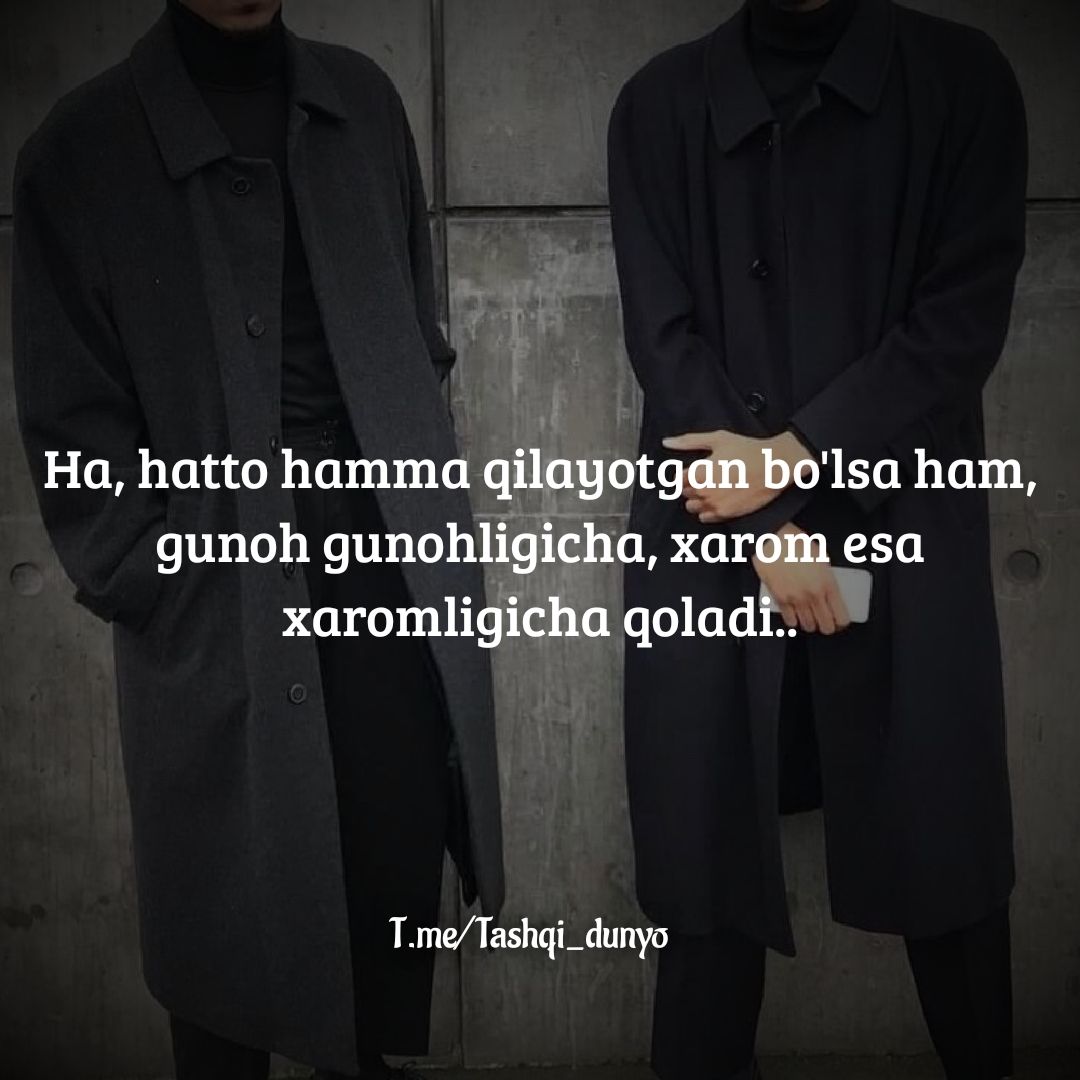 Ha, hatto hamma qilayotgan bo'lsa ham,
gunoh gunohligicha, xarom esa
xaromligicha qoladi..
T.me/Tashqi_dunyo